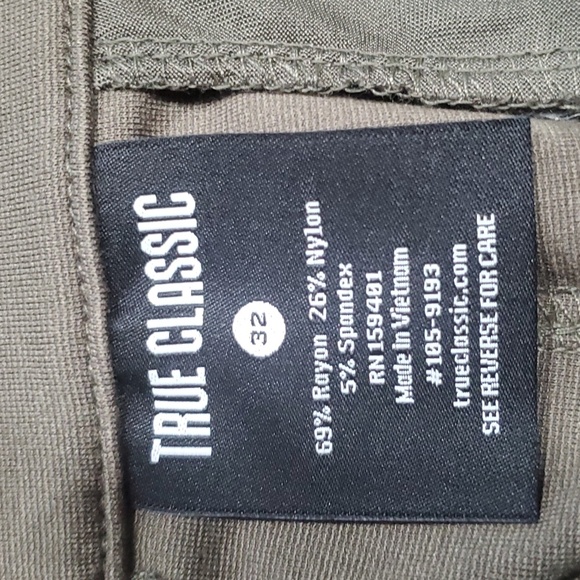 TRUE CLASSIC
32
69% Rayon 26% Nylon
5% Spandex
RN 159401
Made In Vietnam
#105-9193
trueclassic.com
SEE REVERSE FOR CARE